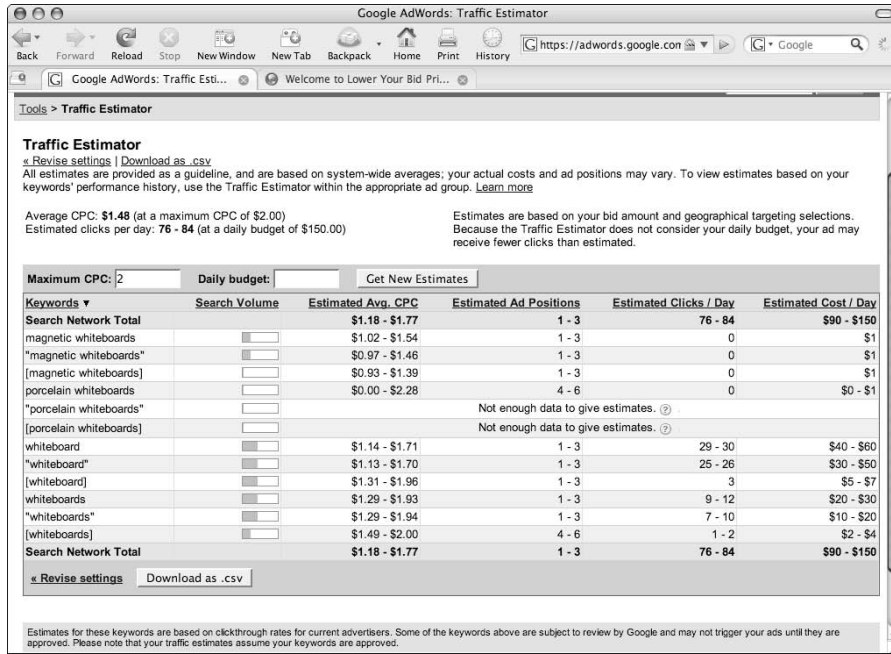 Google AdWords: Traffic Estimator
Back Forward Reload Stop New Window New Tab Backpack Home Print History https://adwords.google.con G Google
G Google AdWords: Traffic Esti... Welcome to Lower Your Bid Pri...
Tools > Traffic Estimator
Traffic Estimator
« Revise settings | Download as .csv
All estimates are provided as a guideline, and are based on system-wide averages; your actual costs and ad positions may vary. To view estimates based on your
keywords' performance history, use the Traffic Estimator within the appropriate ad group. Learn more
Average CPC: $1.48 (at a maximum CPC of $2.00)
Estimated clicks per day: 76 - 84 (at a daily budget of $150.00)
Estimates are based on your bid amount and geographical targeting selections.
Because the Traffic Estimator does not consider your daily budget, your ad may
receive fewer clicks than estimated.
Maximum CPC: 2 Daily budget: Get New Estimates
Keywords ▼ Search Volume Estimated Avg. CPC Estimated Ad Positions Estimated Clicks / Day Estimated Cost / Day
Search Network Total $1.18 - $1.77 1 - 3 76 - 84 $90 - $150
magnetic whiteboards $1.02 - $1.54 1 - 3 0 $1
"magnetic whiteboards" $0.97 - $1.46 1 - 3 0 $1
[magnetic whiteboards] $0.93 - $1.39 1 - 3 0 $1
porcelain whiteboards $0.00 - $2.28 4 - 6 0 $0 - $1
"porcelain whiteboards" Not enough data to give estimates. ?
[porcelain whiteboards] Not enough data to give estimates. ?
whiteboard $1.14 - $1.71 1 - 3 29 - 30 $40 - $60
"whiteboard" $1.13 - $1.70 1 - 3 25 - 26 $30 - $50
[whiteboard] $1.31 - $1.96 1 - 3 3 $5 - $7
whiteboards $1.29 - $1.93 1 - 3 9 - 12 $20 - $30
"whiteboards" $1.29 - $1.94 1 - 3 7 - 10 $10 - $20
[whiteboards] $1.49 - $2.00 4 - 6 1 - 2 $2 - $4
Search Network Total $1.18 - $1.77 1 - 3 76 - 84 $90 - $150
« Revise settings Download as .csv
Estimates for these keywords are based on clickthrough rates for current advertisers. Some of the keywords above are subject to review by Google and may not trigger your ads until they are
approved. Please note that your traffic estimates assume your keywords are approved.